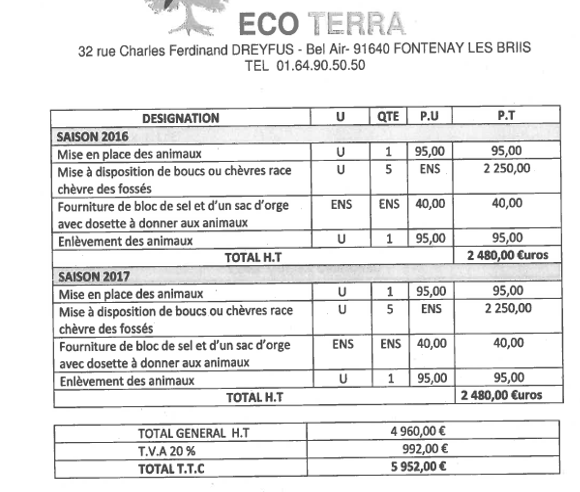 ECO TERRA
32 rue Charles Ferdinand DREYFUS - Bel Air- 91640 FONTENAY LES BRIIS
TEL 01.64.90.50.50
DESIGNATION U QTE P.U P.T
SAISON 2016
Mise en place des animaux U 1 95,00 95,00
Mise à disposition de boucs ou chèvres race U 5 ENS 2 250,00
chèvre des fossés
Fourniture de bloc de sel et d'un sac d'orge ENS ENS 40,00 40,00
avec dosette à donner aux animaux
Enlèvement des animaux U 1 95,00 95,00
TOTAL H.T 2 480,00 €uros
SAISON 2017
Mise en place des animaux U 1 95,00 95,00
Mise à disposition de boucs ou chèvres race U 5 ENS 2 250,00
chèvre des fossés
Fourniture de bloc de sel et d'un sac d'orge ENS ENS 40,00 40,00
avec dosette à donner aux animaux
Enlèvement des animaux U 1 95,00 95,00
TOTAL H.T 2 480,00 €uros
TOTAL GENERAL H.T 4 960,00 €
T.V.A 20 % 992,00 €
TOTAL T.T.C 5 952,00 €